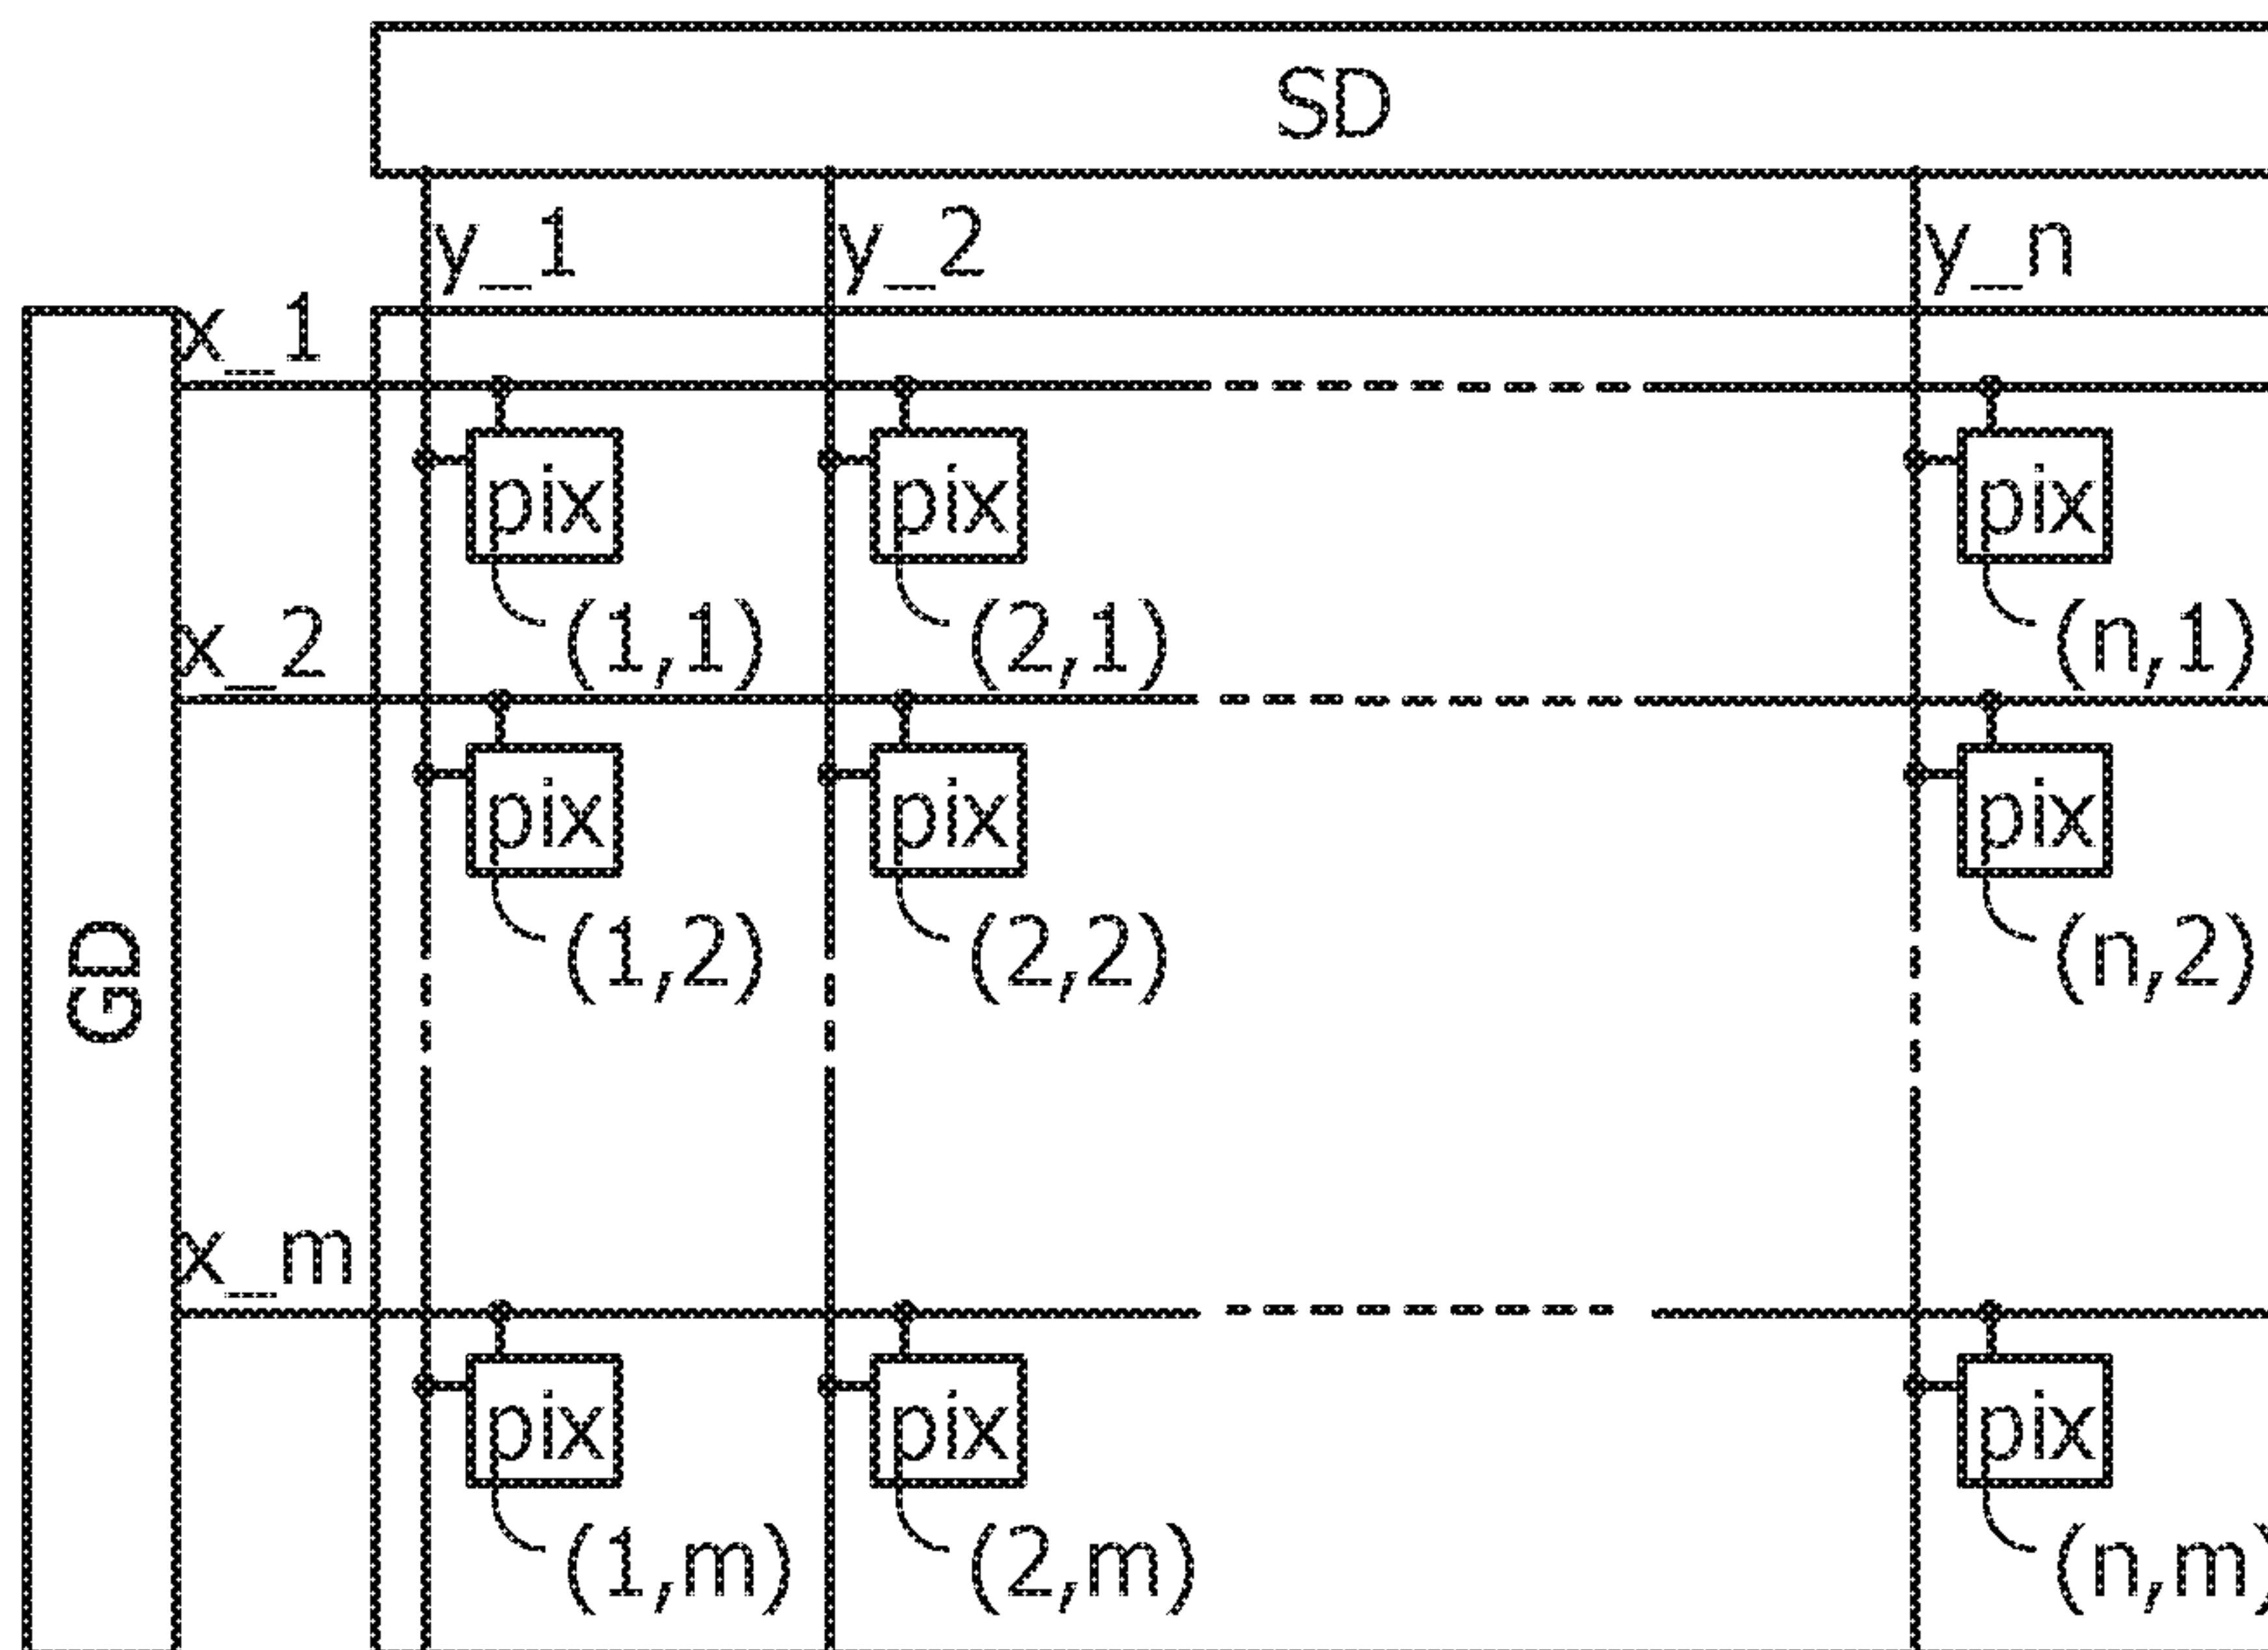 SD
y_1 y_2 y_n
x_1
pix pix pix
(1,1) (2,1) (n,1)
x_2
pix pix pix
(1,2) (2,2) (n,2)
GD
x_m
pix pix pix
(1,m) (2,m) (n,m)